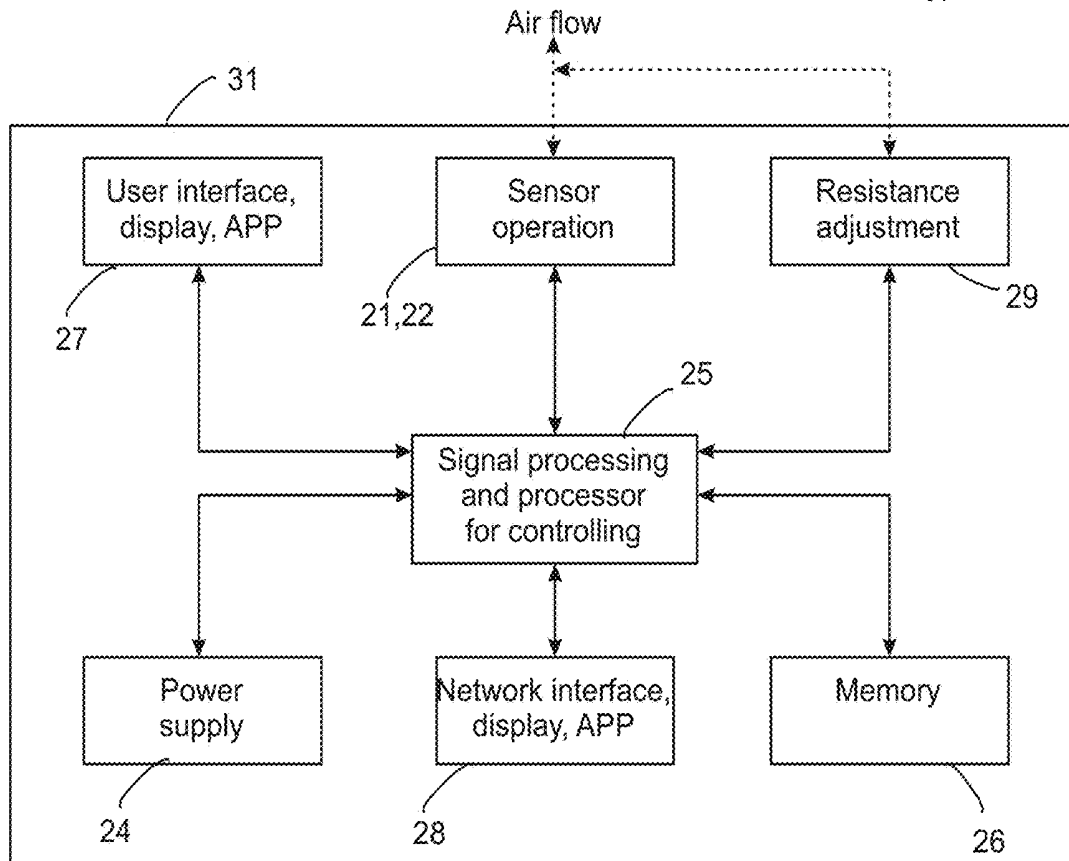 Air flow
31
User interface,
display, APP
Sensor
operation
Resistance
adjustment
27
21,22
29
25
Signal processing
and processor
for controlling
Power
supply
Network interface,
display, APP
Memory
24
28
26